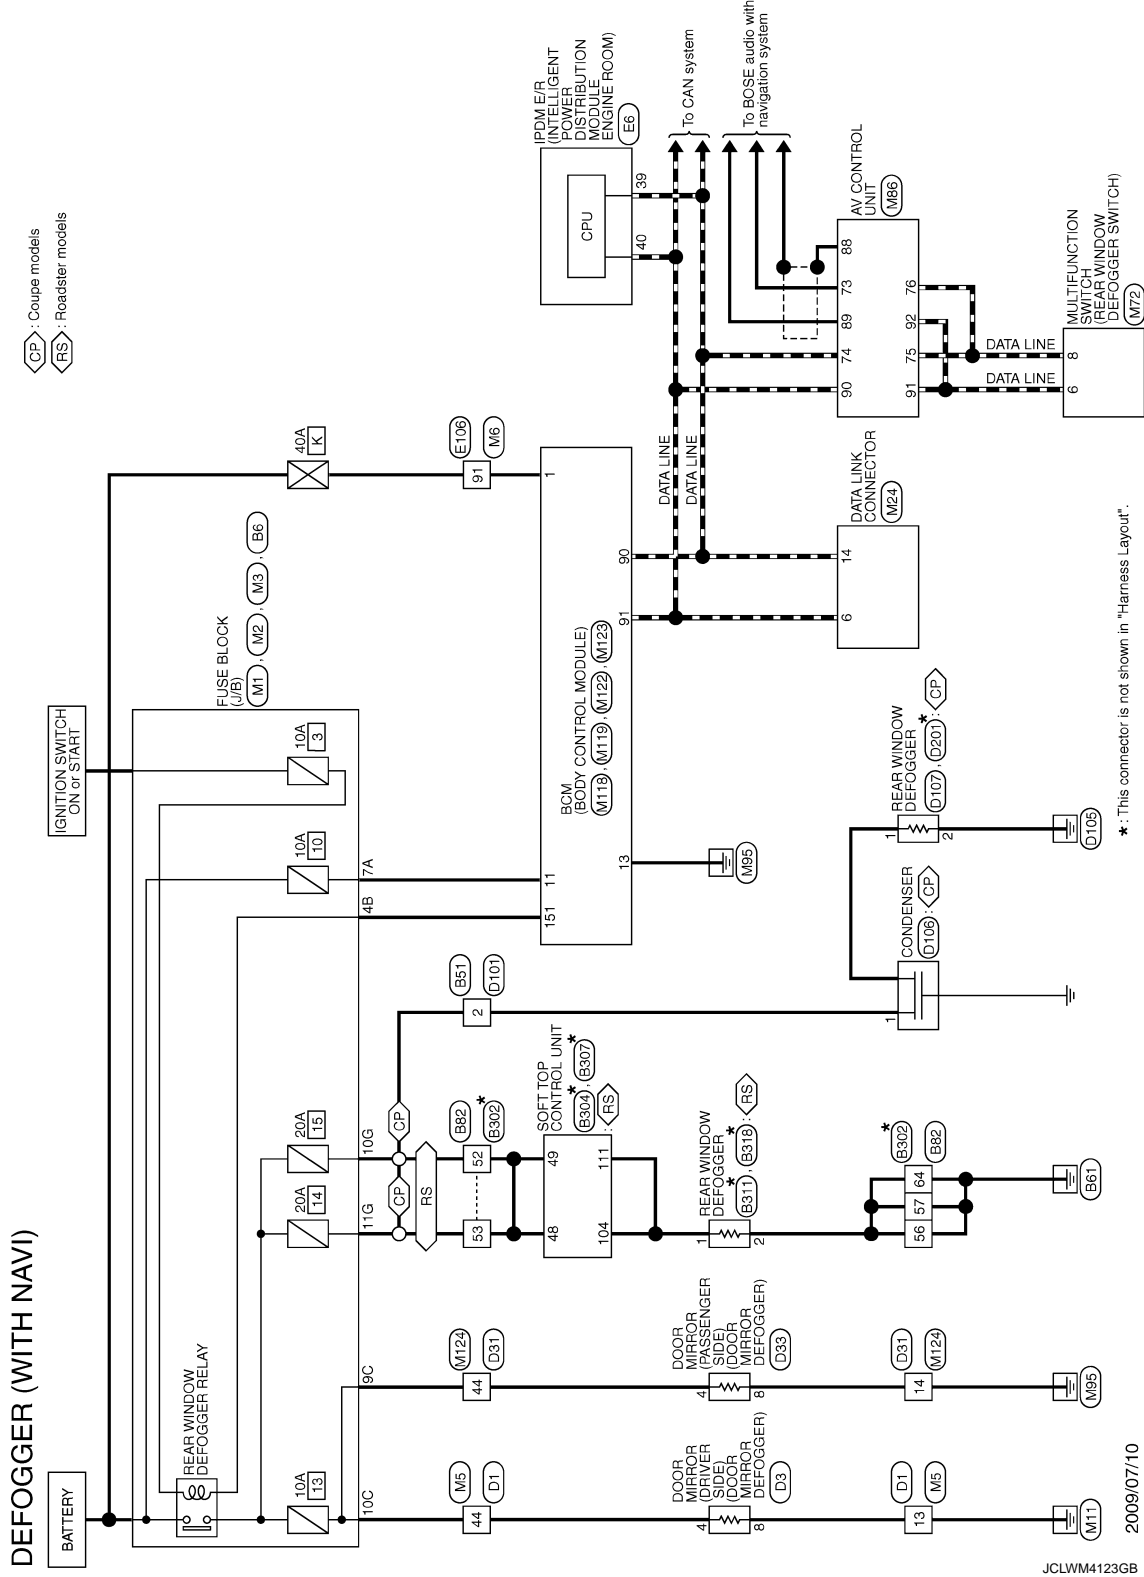 DEFOGGER (WITH NAVI)
CP : Coupe models
RS : Roadster models
BATTERY
IGNITION SWITCH
ON or START
FUSE BLOCK
(J/B)
M1 , M2 , M3 , B6
REAR WINDOW
DEFOGGER RELAY
10A
13
20A
14
20A
15
10A
10
10A
3
40A
K
10C
9C
11G
10G
4B
7A
CP
CP
RS
M5
44
D1
M124
44
D31
B82
53
52
B302 *
B51
2
D101
E106
91
M6
SOFT TOP
CONTROL UNIT
B304 * , B307 *
: RS
48
49
104
111
BCM
(BODY CONTROL MODULE)
M118 , M119 , M122 , M123
151
11
1
13
91
90
M95
IPDM E/R
(INTELLIGENT
POWER
DISTRIBUTION
MODULE
ENGINE ROOM)
E6
CPU
40
39
To CAN system
To BOSE audio with
navigation system
DATA LINE
DATA LINE
DOOR
MIRROR
(DRIVER
SIDE)
(DOOR
MIRROR
DEFOGGER)
D3
4
8
DOOR
MIRROR
(PASSENGER
SIDE)
(DOOR
MIRROR
DEFOGGER)
D33
4
8
REAR WINDOW
DEFOGGER
B311 * , B318 * : RS
1
2
CONDENSER
D106 : CP
1
REAR WINDOW
DEFOGGER
D107 , D201 * : CP
1
2
DATA LINK
CONNECTOR
M24
6
14
AV CONTROL
UNIT
M86
90
74
89
73
88
91
75
92
76
DATA LINE
DATA LINE
MULTIFUNCTION
SWITCH
(REAR WINDOW
DEFOGGER SWITCH)
M72
6
8
D1
13
M5
D31
14
M124
B302 *
56
57
64
B82
M11
M95
B61
D105
* : This connector is not shown in "Harness Layout".
2009/07/10
JCLWM4123GB